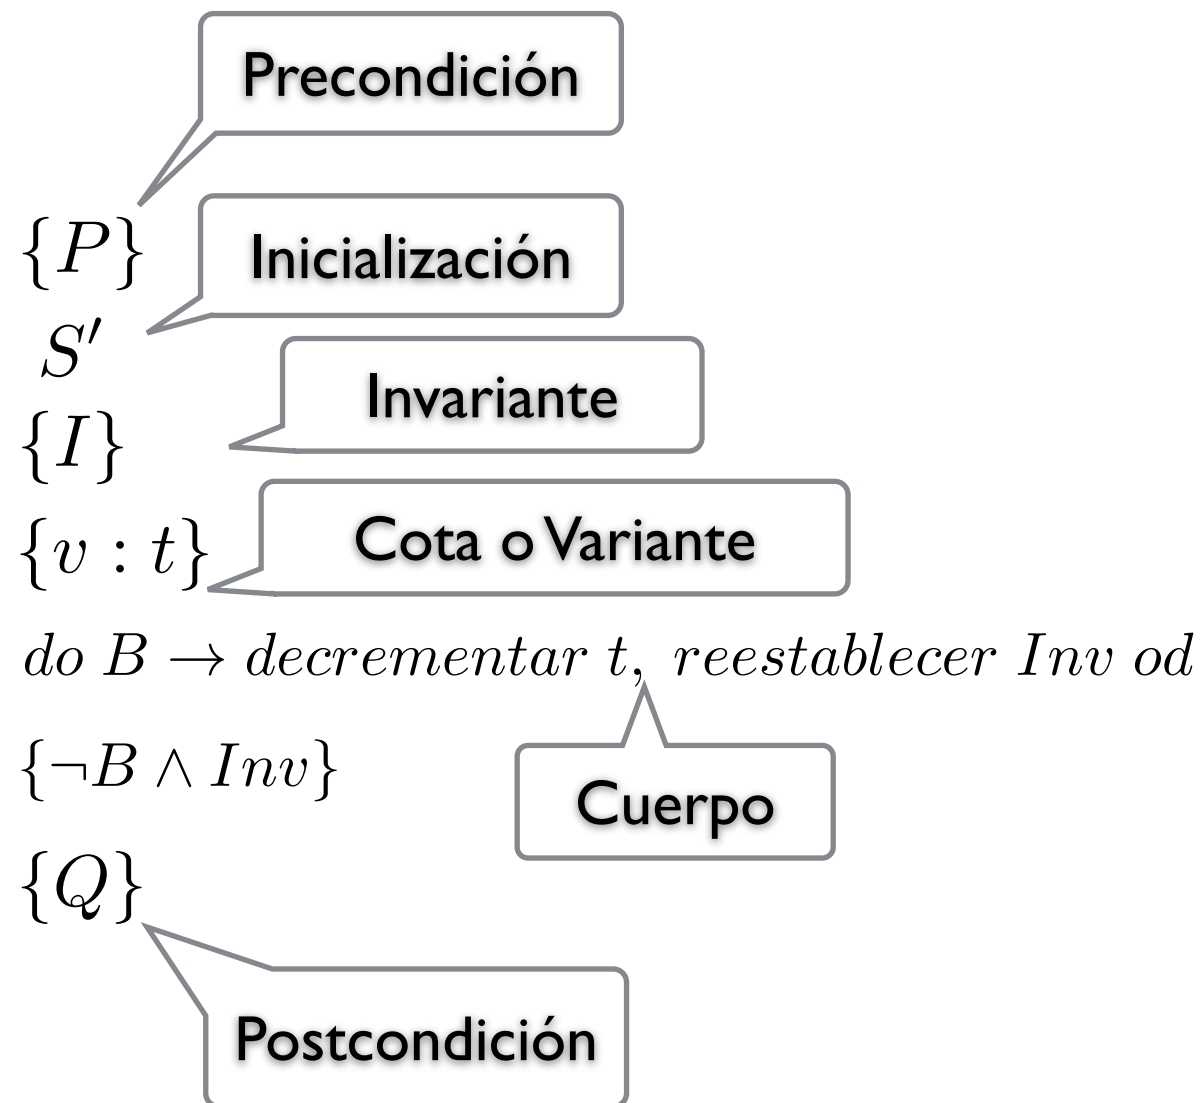 Precondición
{P}
Inicialización
S′
Invariante
{I}
Cota o Variante
{v : t}
do B → decrementar t, reestablecer Inv od
{¬B ∧ Inv}
Cuerpo
{Q}
Postcondición